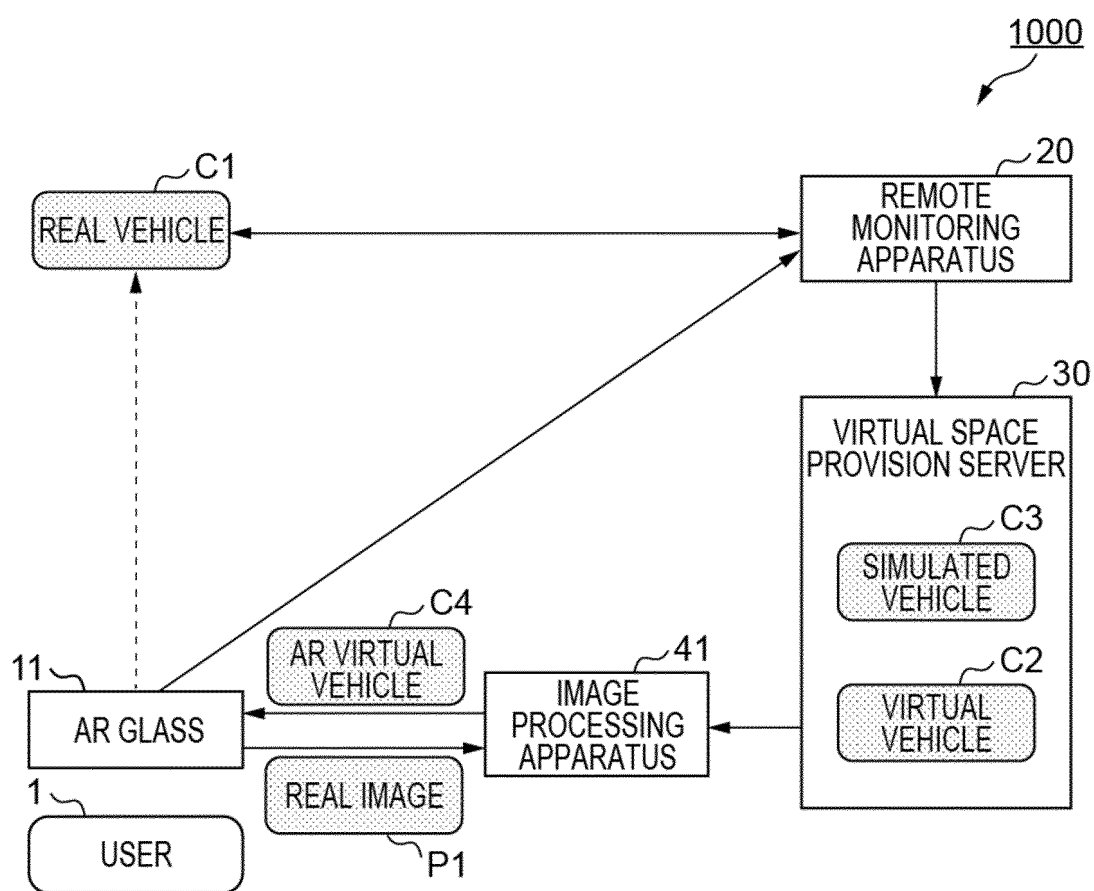 1000
C1
REAL VEHICLE
20
REMOTE
MONITORING
APPARATUS
30
VIRTUAL SPACE
PROVISION SERVER
C3
SIMULATED
VEHICLE
C2
VIRTUAL
VEHICLE
C4
AR VIRTUAL
VEHICLE
41
IMAGE
PROCESSING
APPARATUS
11
AR GLASS
REAL IMAGE
P1
1
USER